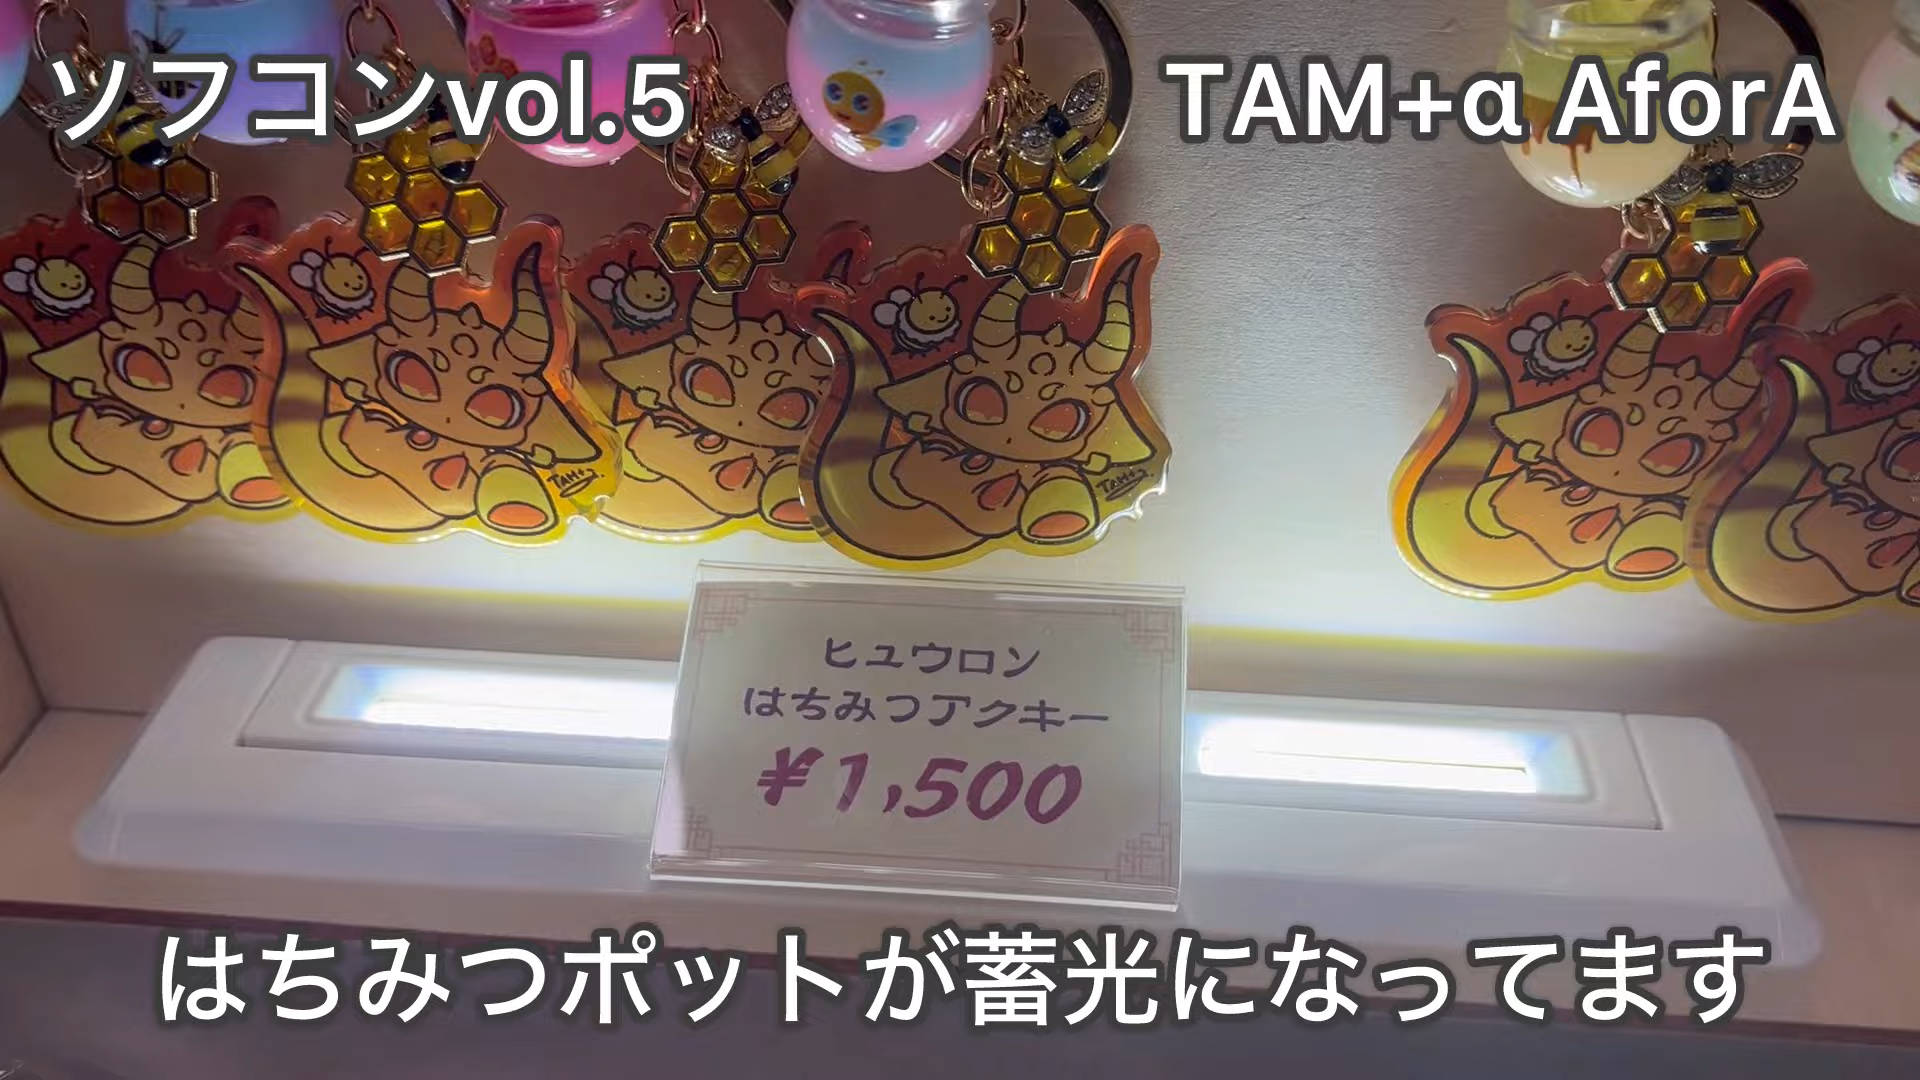 ソフコンvol.5
TAM+α AforA
TAM+α
TAM+α
ヒュウロン
はちみつアクキー
¥1,500
はちみつポットが蓄光になってます